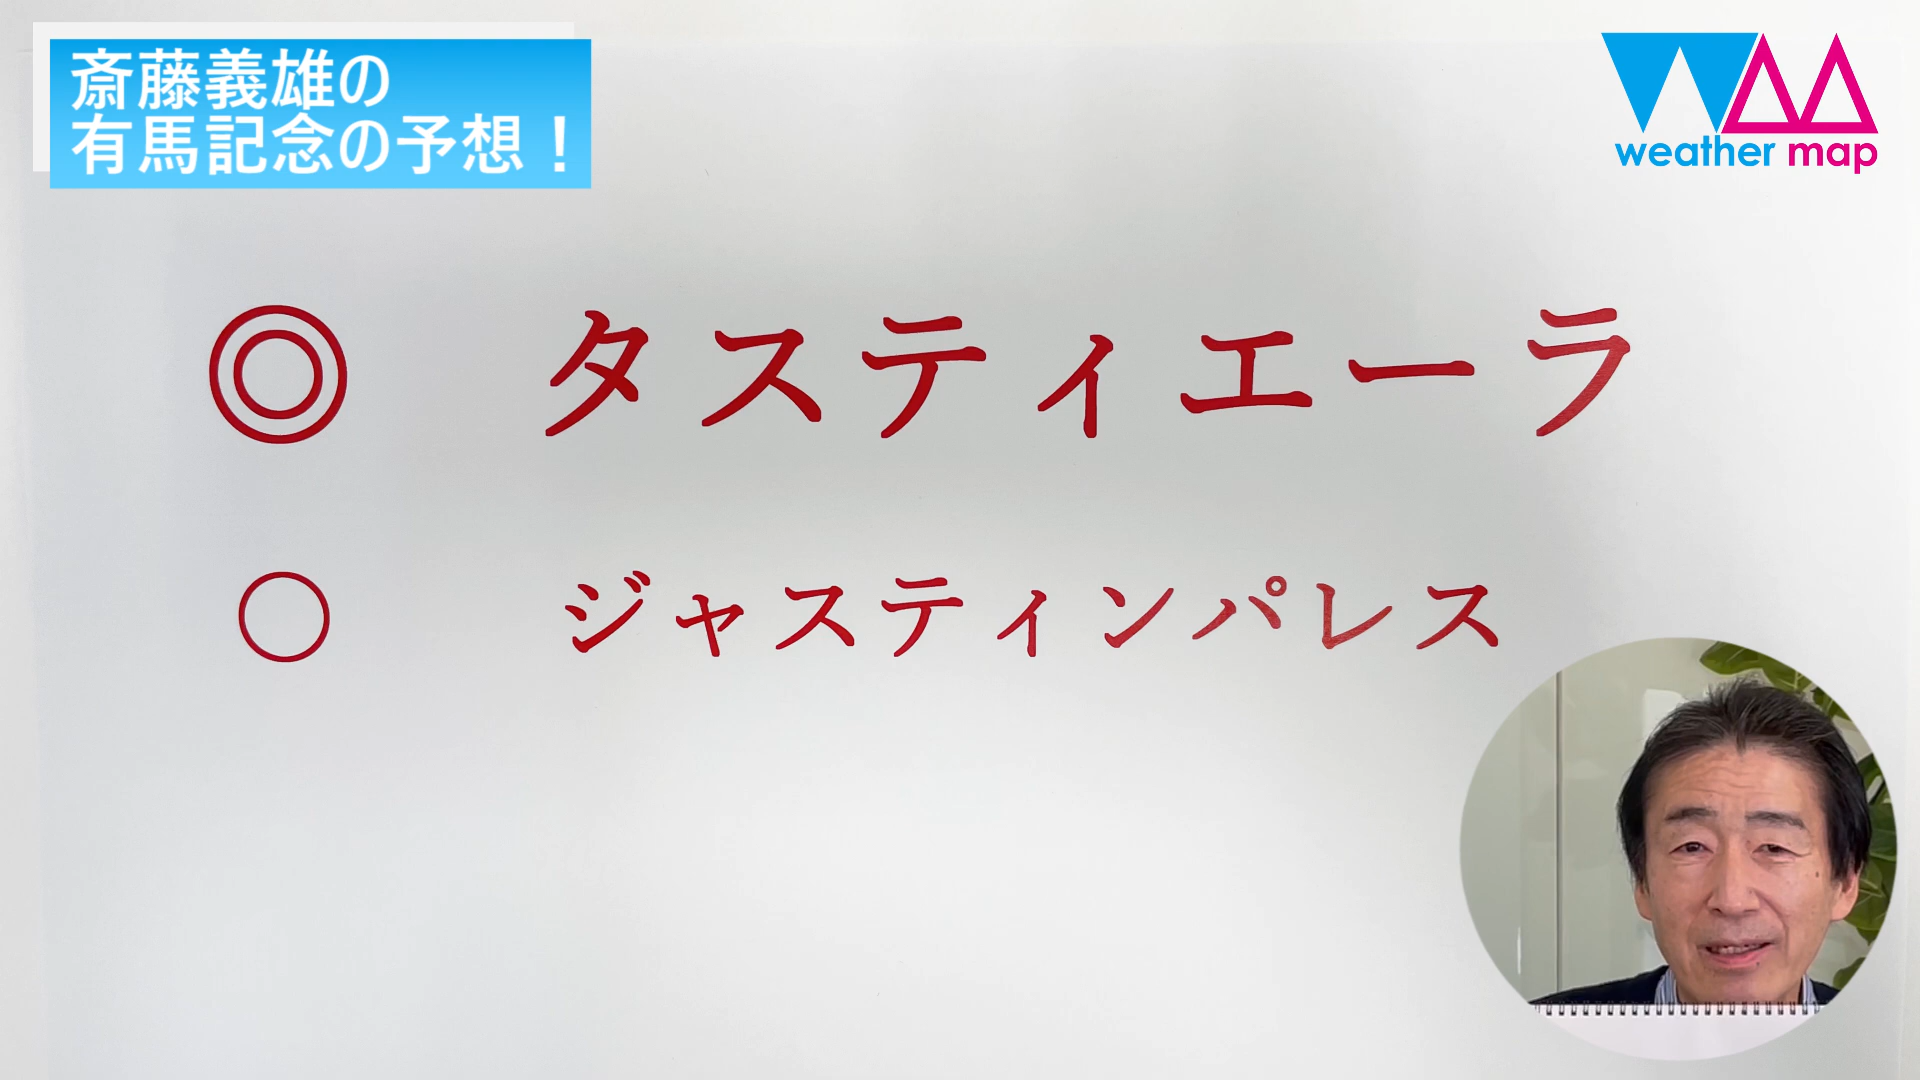 斎藤義雄の
有馬記念の予想！
weather map
◎ タスティエーラ
○ ジャスティンパレス